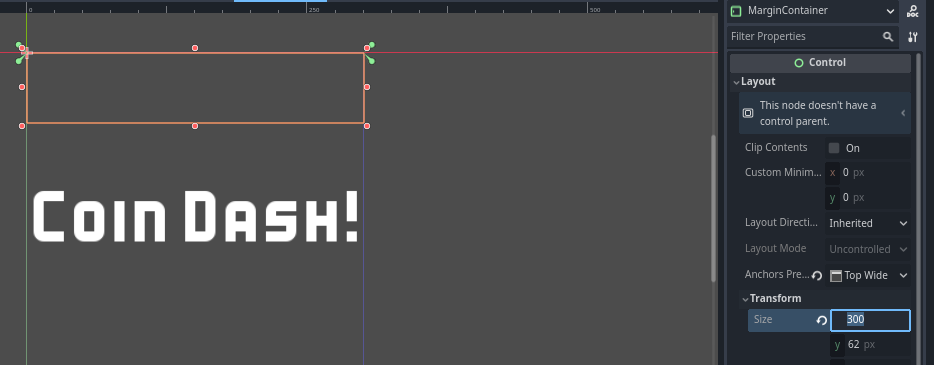 0
250
500
Coin Dash!
MarginContainer
DOC
Filter Properties
Control
Layout
This node doesn't have a
control parent.
Clip Contents
On
Custom Minim...
x 0 px
y 0 px
Layout Directi...
Inherited
Layout Mode
Uncontrolled
Anchors Pre...
Top Wide
Transform
Size
300
y 62 px